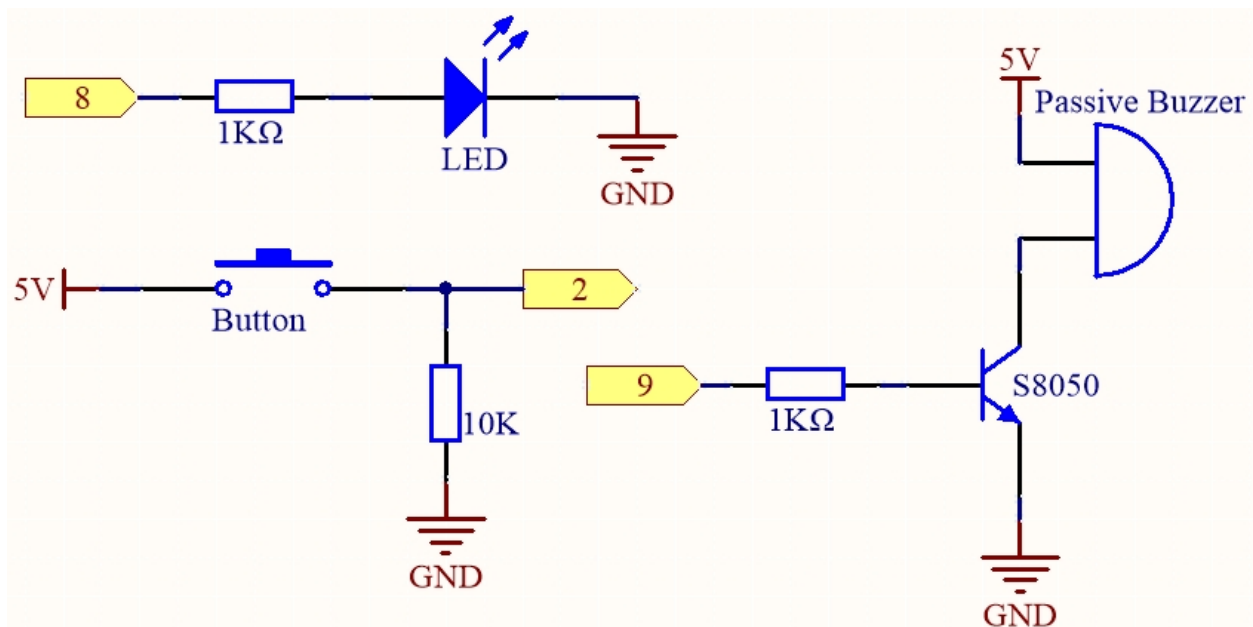 8
1KΩ
LED
GND
5V
Button
2
10K
GND
5V
Passive Buzzer
9
1KΩ
S8050
GND